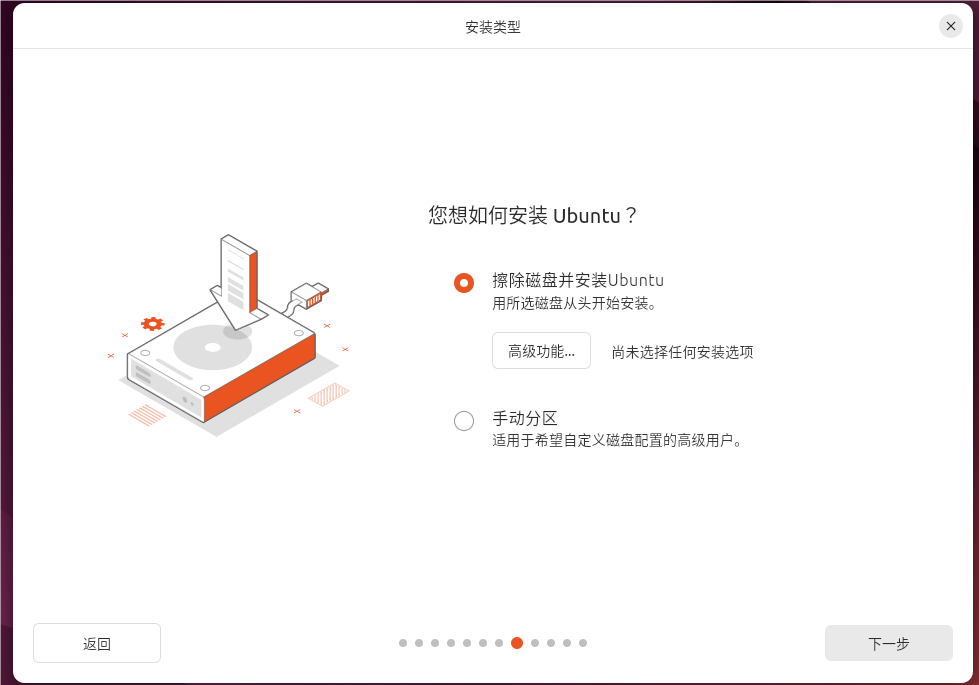 安装类型
您想如何安装 Ubuntu？
擦除磁盘并安装Ubuntu
用所选磁盘从头开始安装。
高级功能... 尚未选择任何安装选项
手动分区
适用于希望自定义磁盘配置的高级用户。
返回 下一步